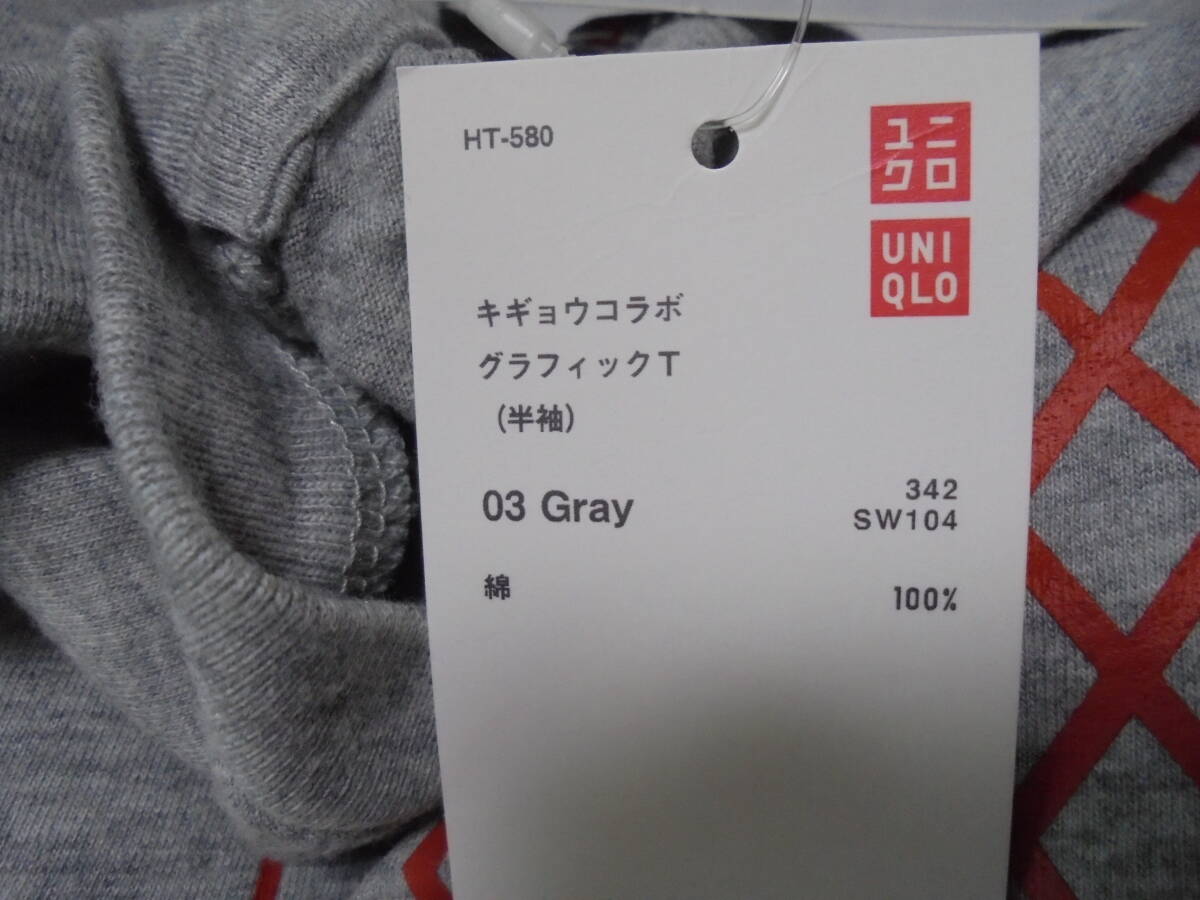 HT-580
ユニ
クロ
UNI
QLO
キギョウコラボ
グラフィックT
(半袖)
03 Gray
342
SW104
綿 100%